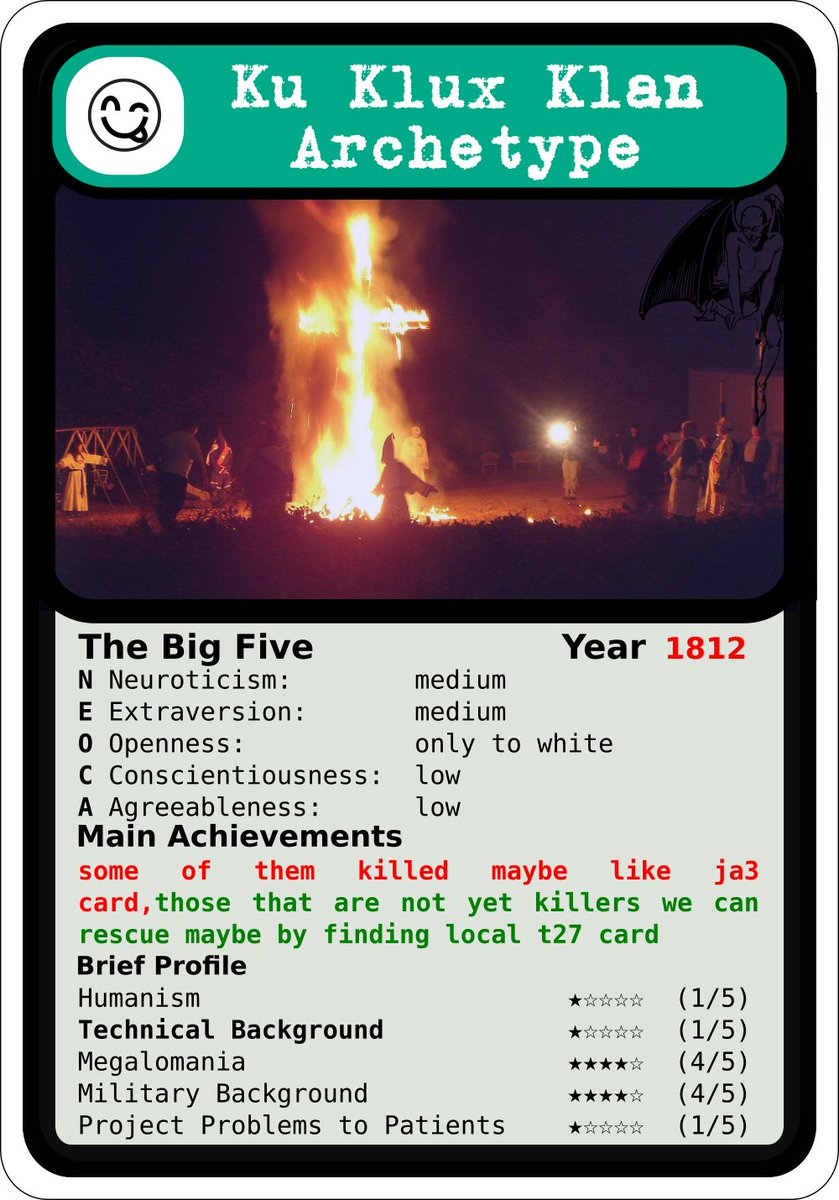 Ku Klux Klan
Archetype
The Big Five Year 1812
N Neuroticism: medium
E Extraversion: medium
O Openness: only to white
C Conscientiousness: low
A Agreeableness: low
Main Achievements
some of them killed maybe like ja3
card,those that are not yet killers we can
rescue maybe by finding local t27 card
Brief Profile
Humanism ★☆☆☆☆ (1/5)
Technical Background ★☆☆☆☆ (1/5)
Megalomania ★★★★☆ (4/5)
Military Background ★★★★☆ (4/5)
Project Problems to Patients ★☆☆☆☆ (1/5)